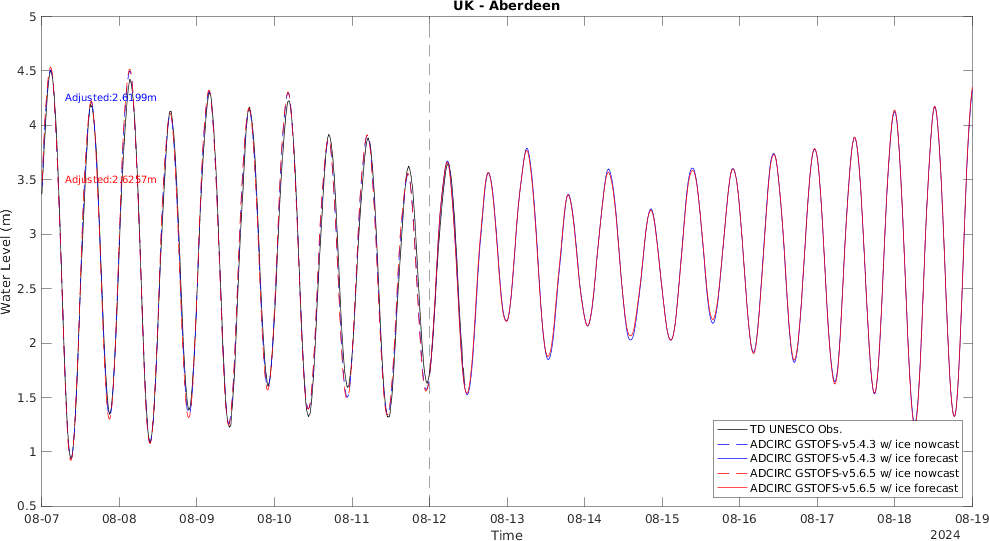 UK - Aberdeen
5
4.5
4
3.5
3
2.5
2
1.5
1
0.5
Water Level (m)
Adjusted:2.6199m
Adjusted:2.6257m
TD UNESCO Obs.
ADCIRC GSTOFS-v5.4.3 w/ ice nowcast
ADCIRC GSTOFS-v5.4.3 w/ ice forecast
ADCIRC GSTOFS-v5.6.5 w/ ice nowcast
ADCIRC GSTOFS-v5.6.5 w/ ice forecast
08-07 08-08 08-09 08-10 08-11 08-12 08-13 08-14 08-15 08-16 08-17 08-18 08-19
Time
2024